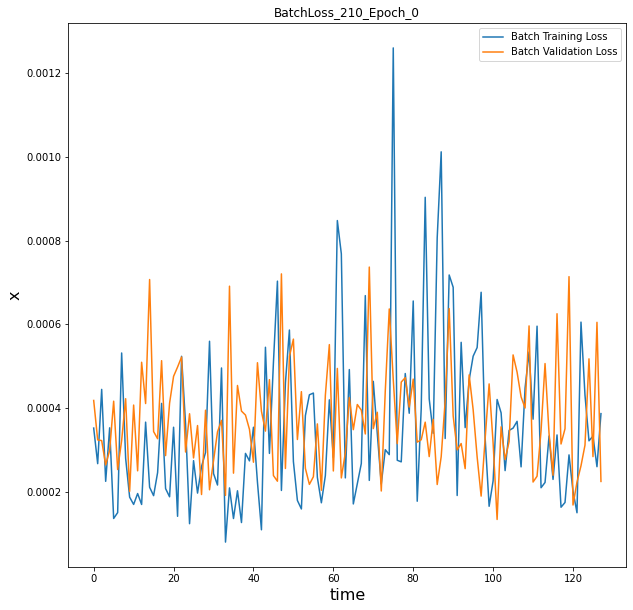 BatchLoss_210_Epoch_0
Batch Training Loss
Batch Validation Loss
0.0012
0.0010
0.0008
0.0006
0.0004
0.0002
x
0 20 40 60 80 100 120
time